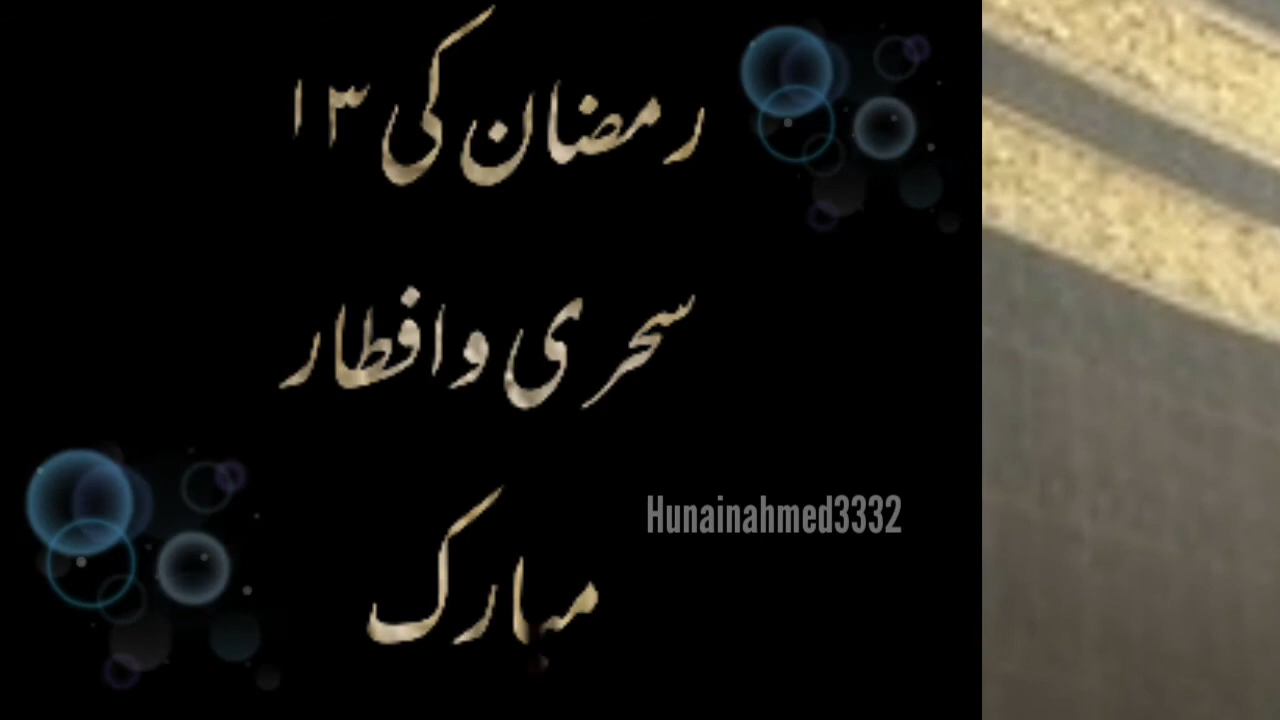 رمضان کی ۱۳
سحری و افطار
مبارک
Hunainahmed3332